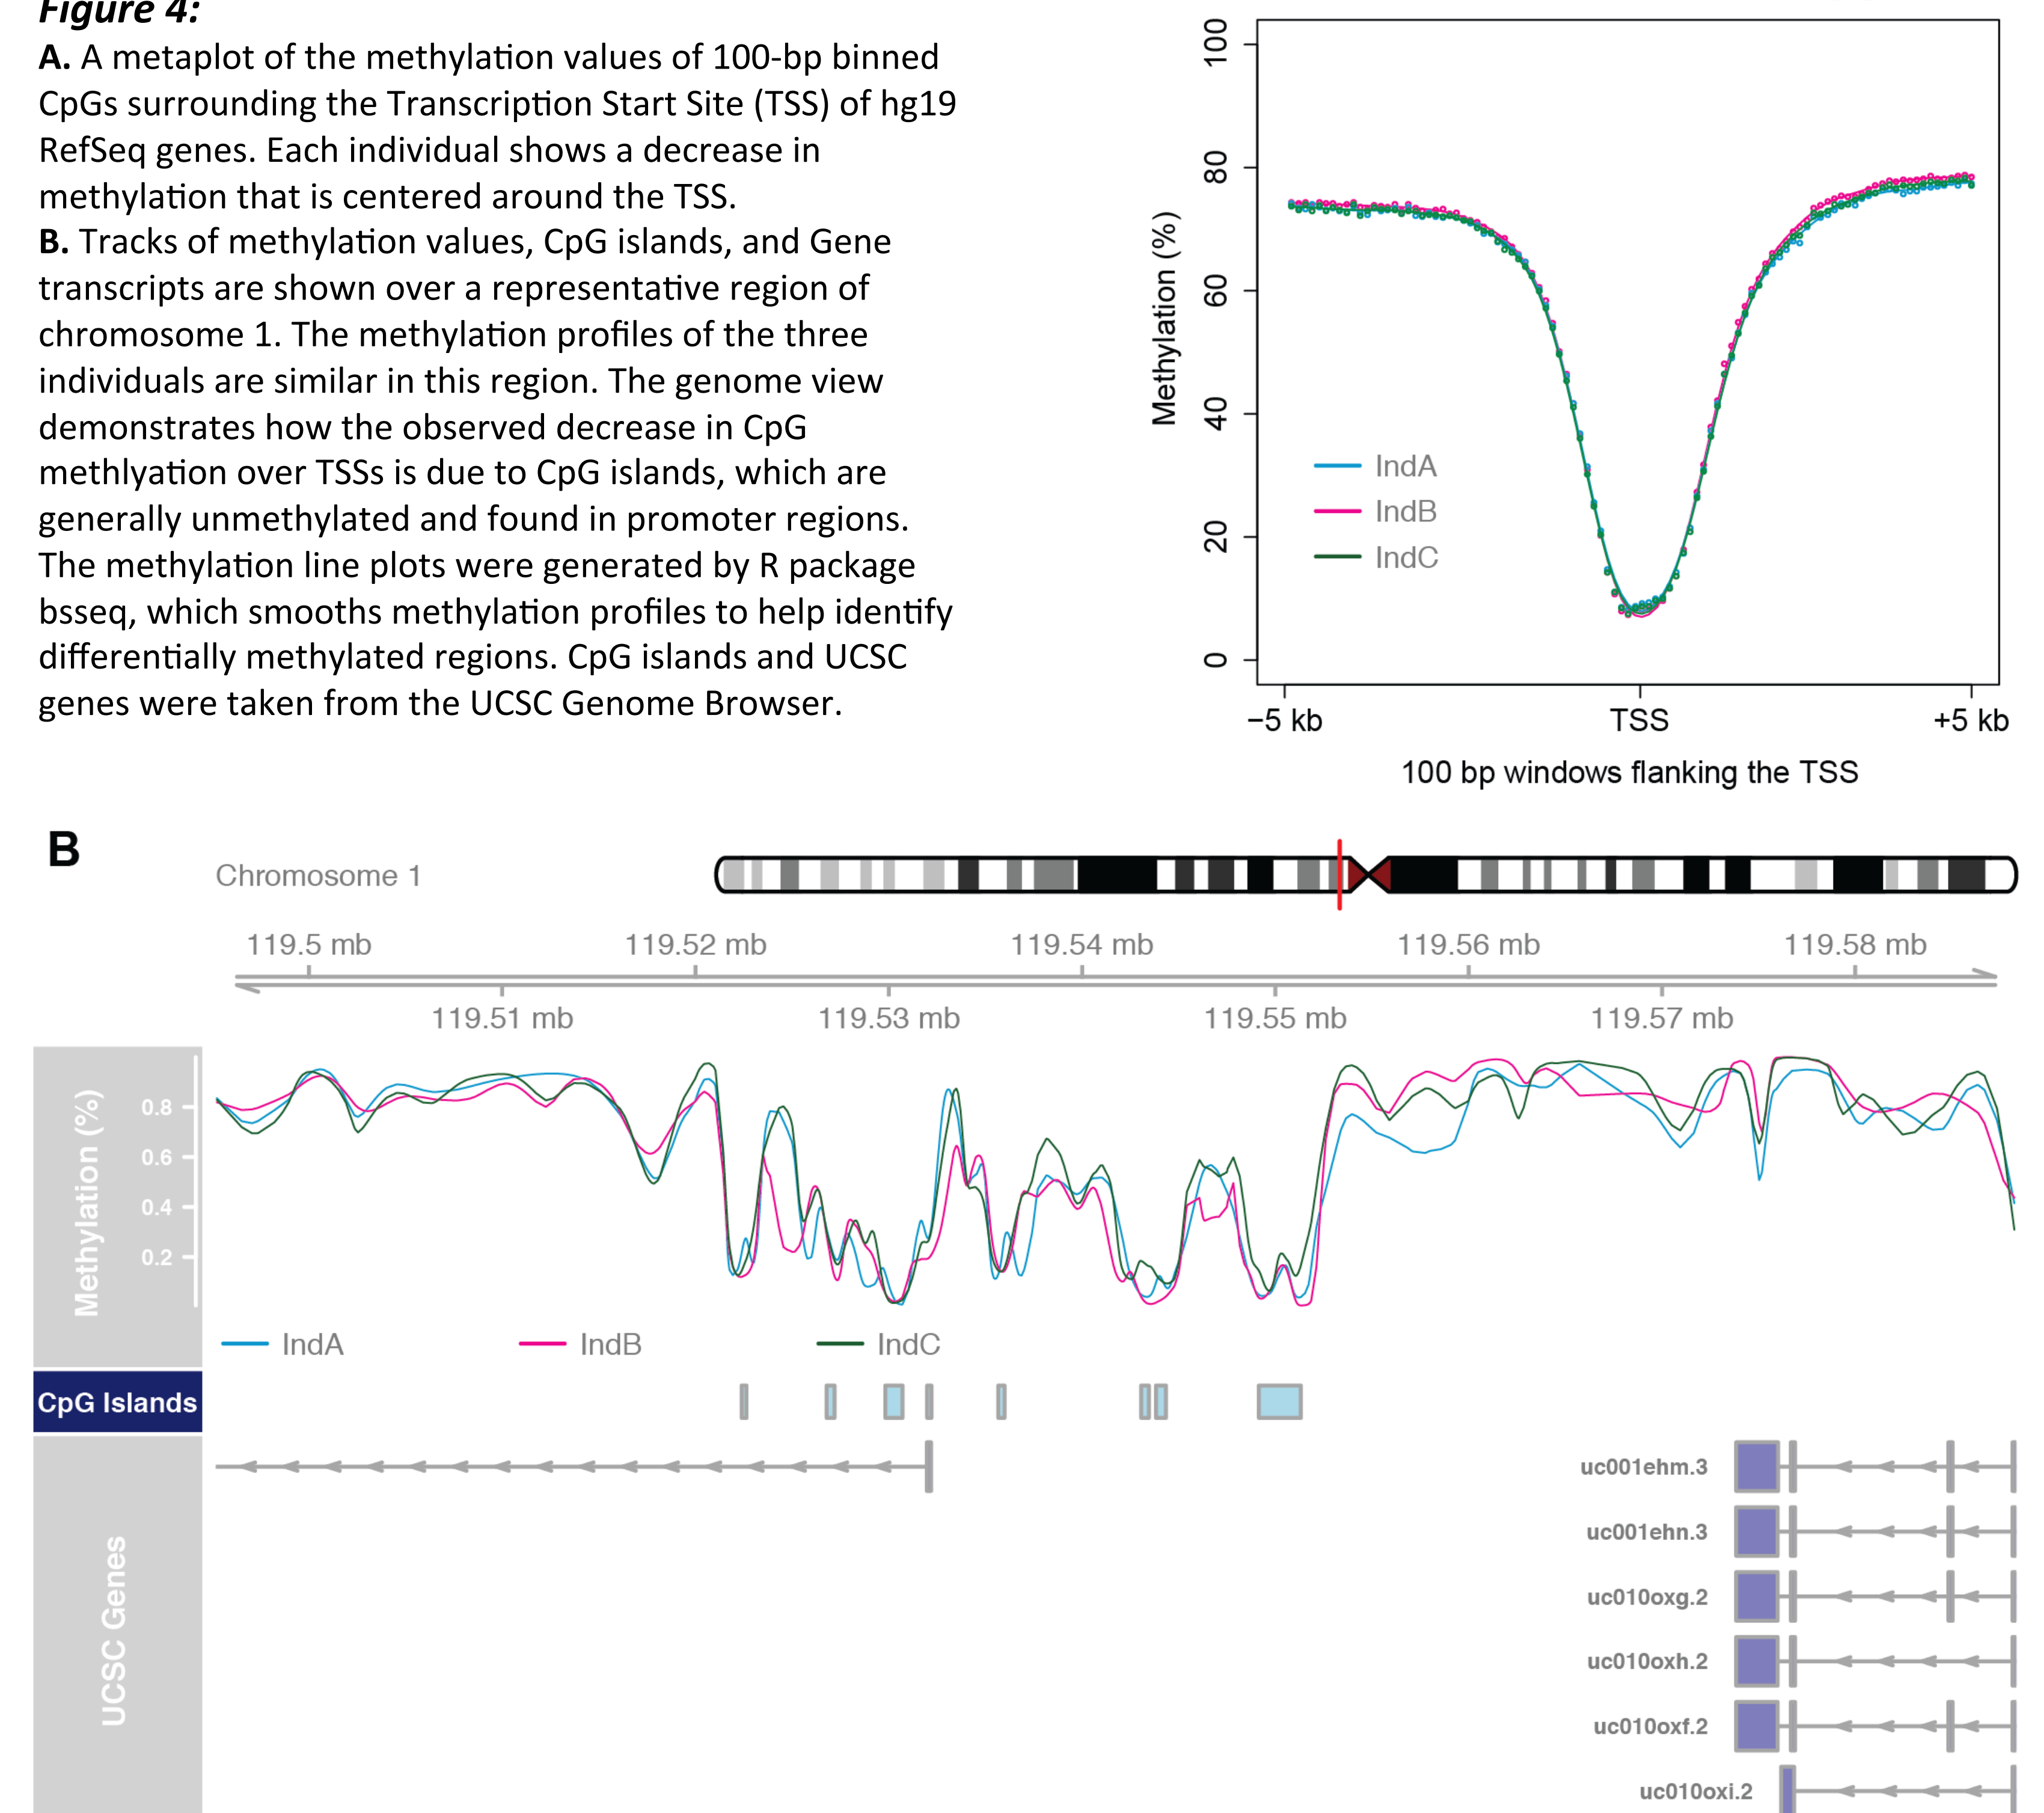 Figure 4:
A. A metaplot of the methylation values of 100-bp binned
CpGs surrounding the Transcription Start Site (TSS) of hg19
RefSeq genes. Each individual shows a decrease in
methylation that is centered around the TSS.
B. Tracks of methylation values, CpG islands, and Gene
transcripts are shown over a representative region of
chromosome 1. The methylation profiles of the three
individuals are similar in this region. The genome view
demonstrates how the observed decrease in CpG
methlyation over TSSs is due to CpG islands, which are
generally unmethylated and found in promoter regions.
The methylation line plots were generated by R package
bsseq, which smooths methylation profiles to help identify
differentially methylated regions. CpG islands and UCSC
genes were taken from the UCSC Genome Browser.
Methylation (%)
100
80
60
40
20
0
IndA
IndB
IndC
−5 kb TSS +5 kb
100 bp windows flanking the TSS
B
Chromosome 1
119.5 mb 119.52 mb 119.54 mb 119.56 mb 119.58 mb
119.51 mb 119.53 mb 119.55 mb 119.57 mb
Methylation (%)
0.8
0.6
0.4
0.2
IndA IndB IndC
CpG Islands
UCSC Genes
uc001ehm.3
uc001ehn.3
uc010oxg.2
uc010oxh.2
uc010oxf.2
uc010oxi.2